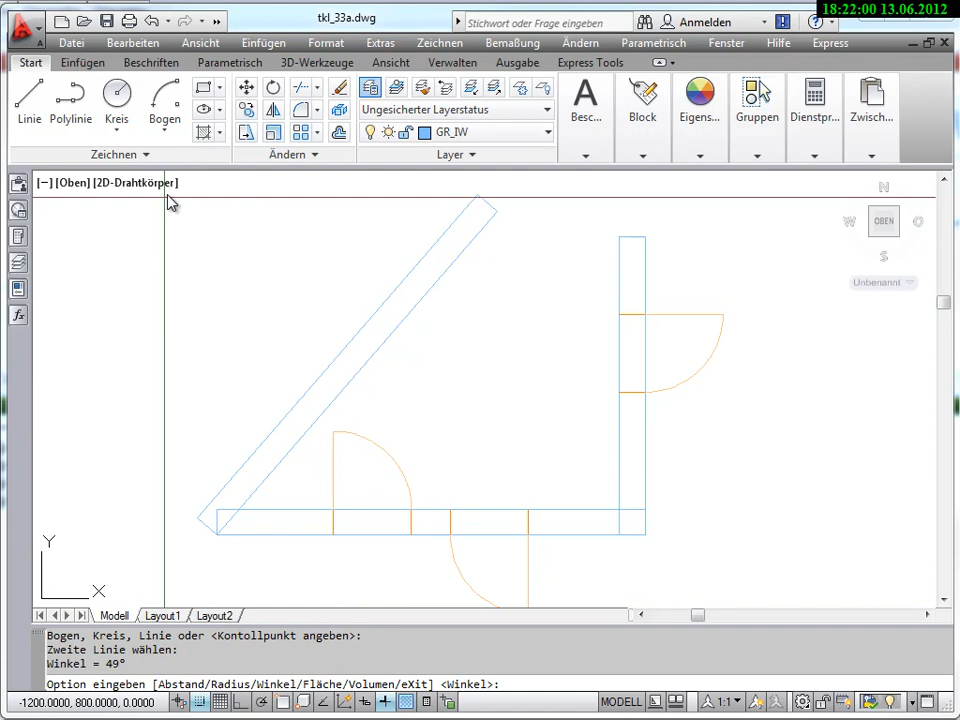 18:22:00 13.06.2012
tkl_33a.dwg
Stichwort oder Frage eingeben
Anmelden
Datei Bearbeiten Ansicht Einfügen Format Extras Zeichnen Bemaßung Ändern Parametrisch Fenster Hilfe Express
Start Einfügen Beschriften Parametrisch 3D-Werkzeuge Ansicht Verwalten Ausgabe Express Tools
Linie Polylinie Kreis Bogen
Ungesicherter Layerstatus
GR_IW
Besc... Block Eigens... Gruppen Dienstpr... Zwisch...
Zeichnen Ändern Layer
[−] [Oben] [2D-Drahtkörper]
N
W OBEN O
S
Unbenannt
Y
X
Modell Layout1 Layout2
Bogen, Kreis, Linie oder <Kontollpunkt angeben>:
Zweite Linie wählen:
Winkel = 49°
Option eingeben [Abstand/Radius/Winkel/Fläche/Volumen/eXit] <Winkel>:
-1200.0000, 800.0000, 0.0000
MODELL
1:1